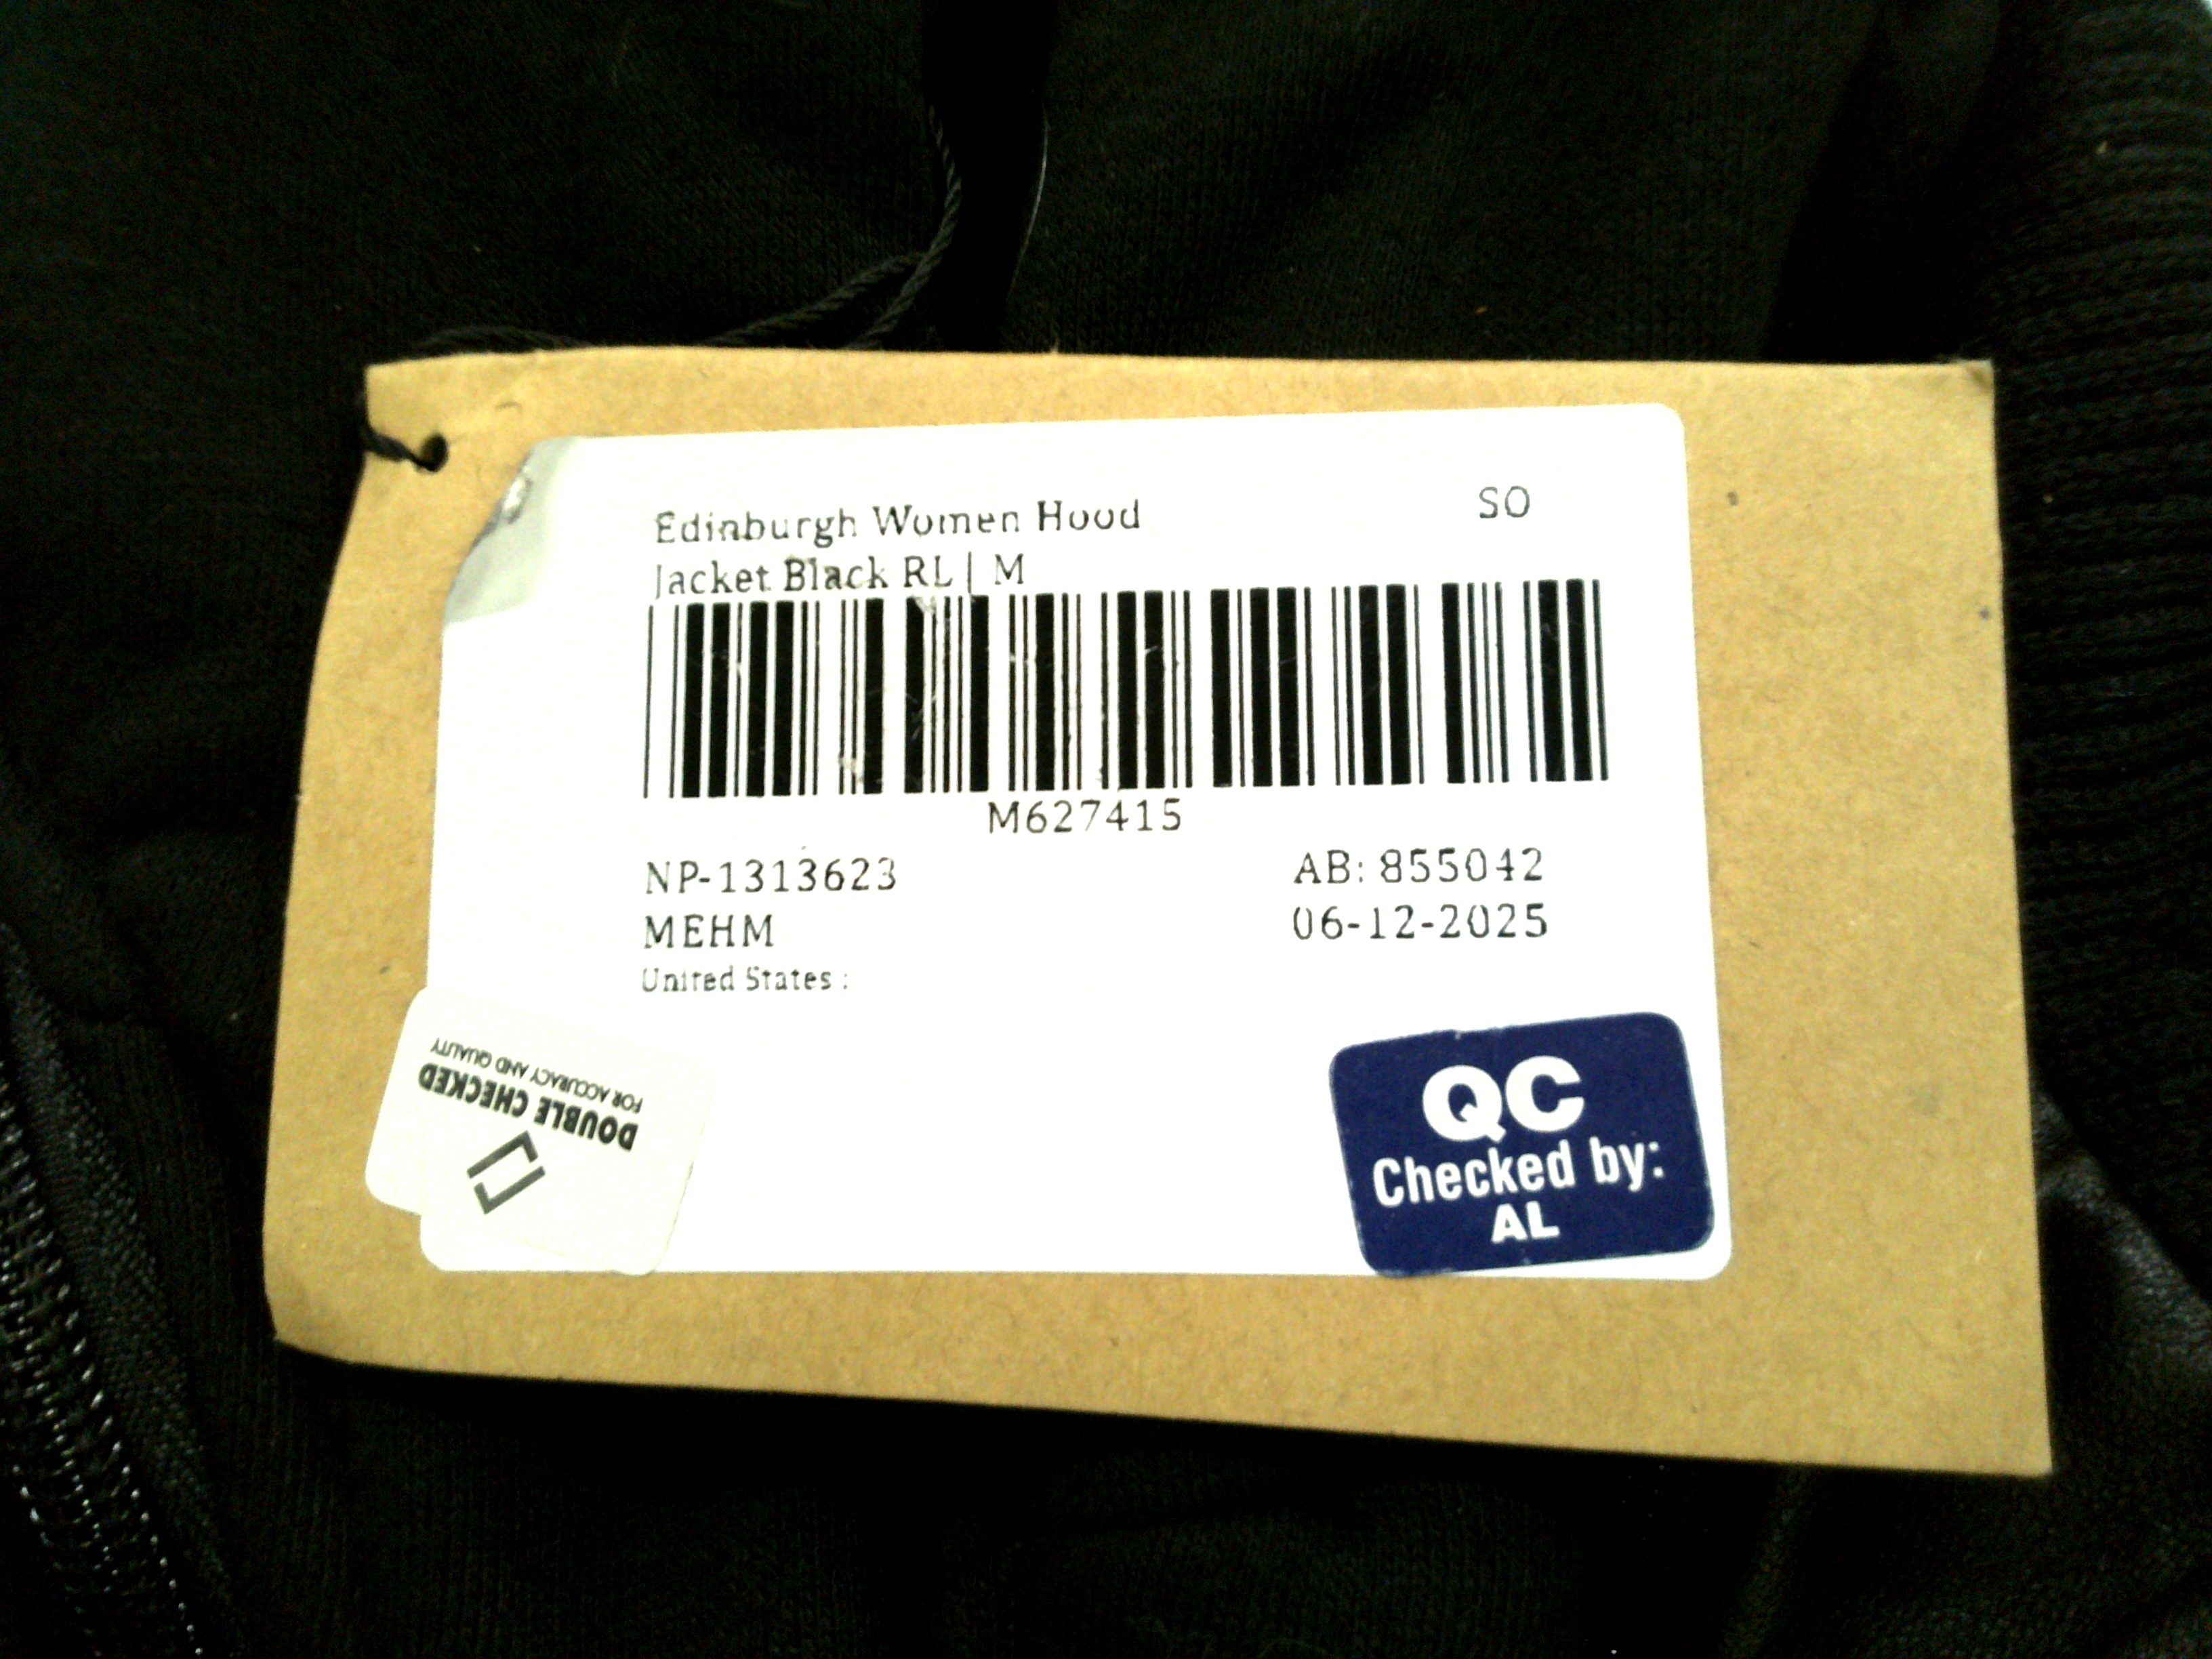 Edinburgh Women Hood
Jacket Black RL | M
SO
M627415
NP-1313623
AB: 855042
MEHM
06-12-2025
United States :
DOUBLE CHECKED
FOR ACCURACY AND QUALITY
QC
Checked by:
AL